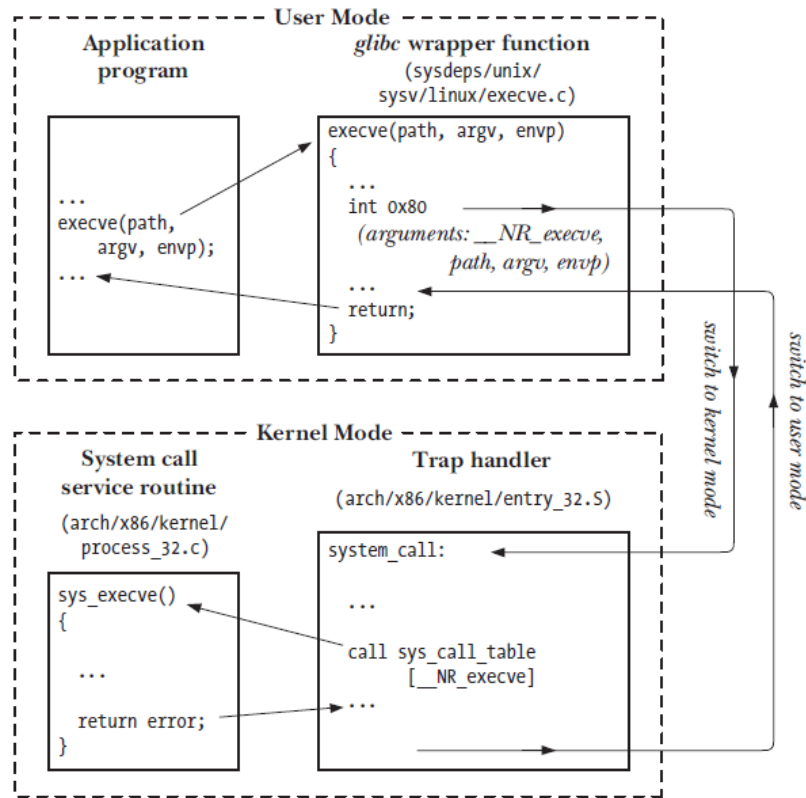 User Mode
Application
program
glibc wrapper function
(sysdeps/unix/
sysv/linux/execve.c)
...
execve(path,
argv, envp);
...
execve(path, argv, envp)
{
...
int 0x80
(arguments: __NR_execve,
path, argv, envp)
...
return;
}
switch to kernel mode
switch to user mode
Kernel Mode
System call
service routine
(arch/x86/kernel/
process_32.c)
Trap handler
(arch/x86/kernel/entry_32.S)
sys_execve()
{
...
return error;
}
system_call:
...
call sys_call_table
[__NR_execve]
...